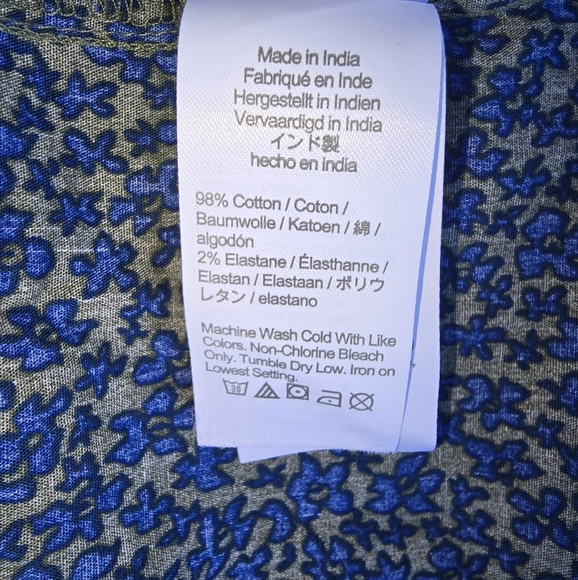 Made in India
Fabriqué en Inde
Hergestellt in Indien
Vervaardigd in India
インド製
hecho en india
98% Cotton / Coton /
Baumwolle / Katoen / 綿 /
algodón
2% Elastane / Élasthanne /
Elastan / Elastaan / ポリウ
レタン / elastano
Machine Wash Cold With Like
Colors. Non-Chlorine Bleach
Only. Tumble Dry Low. Iron on
Lowest Setting.
30